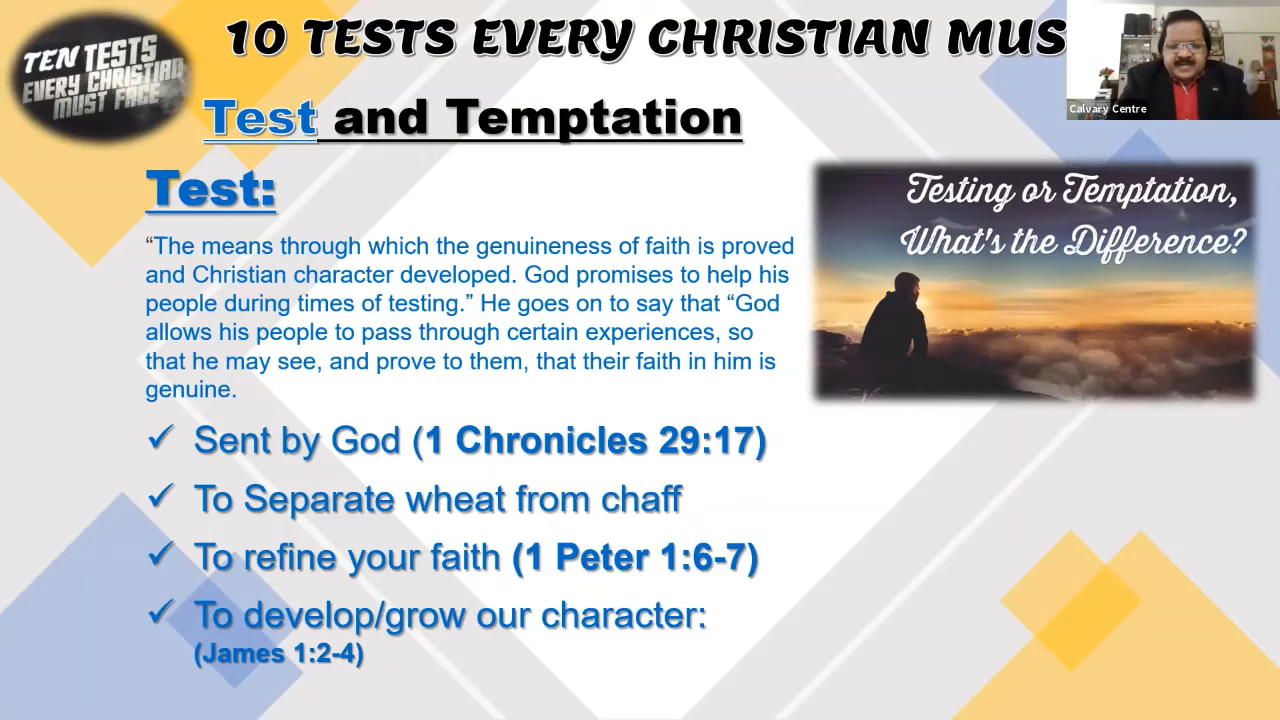 10 TESTS EVERY CHRISTIAN MUS
TEN TESTS
EVERY CHRISTIAN
MUST FACE
Calvary Centre
Test and Temptation
Test:
“The means through which the genuineness of faith is proved
and Christian character developed. God promises to help his
people during times of testing.” He goes on to say that “God
allows his people to pass through certain experiences, so
that he may see, and prove to them, that their faith in him is
genuine.
Testing or Temptation,
What's the Difference?
✓ Sent by God (1 Chronicles 29:17)
✓ To Separate wheat from chaff
✓ To refine your faith (1 Peter 1:6-7)
✓ To develop/grow our character:
(James 1:2-4)